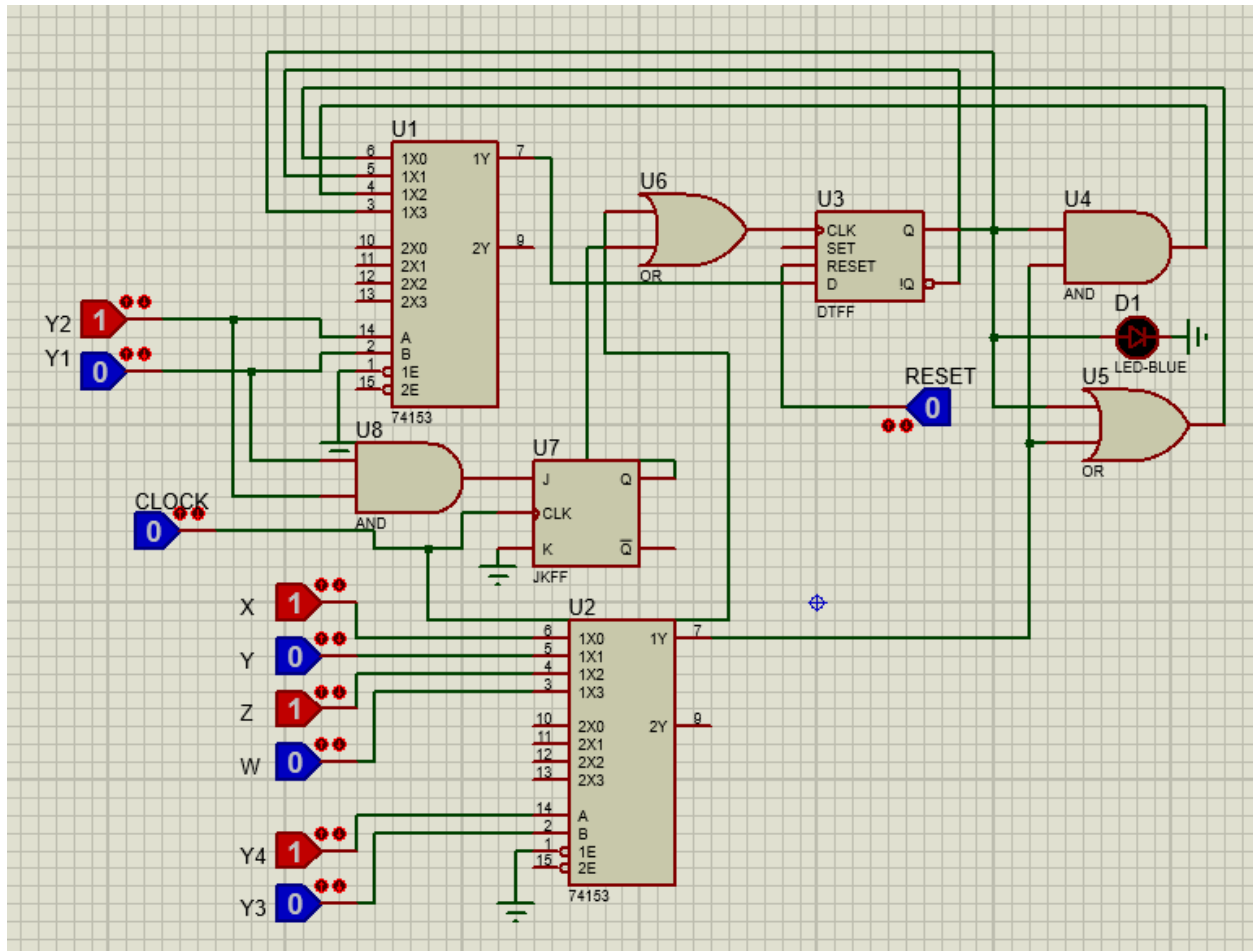 U1
6 1X0 1Y 7
5 1X1
4 1X2
3 1X3
10 2X0 2Y 9
11 2X1
12 2X2
13 2X3
14 A
2 B
1 1E
15 2E
74153
Y2 1
Y1 0
U6
OR
U3
CLK Q
SET
RESET
D !Q
DTFF
U4
AND
D1
LED-BLUE
RESET 0
U5
OR
U8
AND
U7
J Q
CLK
K Q
JKFF
CLOCK
0
X 1
Y 0
Z 1
W 0
Y4 1
Y3 0
U2
6 1X0 1Y 7
5 1X1
4 1X2
3 1X3
10 2X0 2Y 9
11 2X1
12 2X2
13 2X3
14 A
2 B
1 1E
15 2E
74153